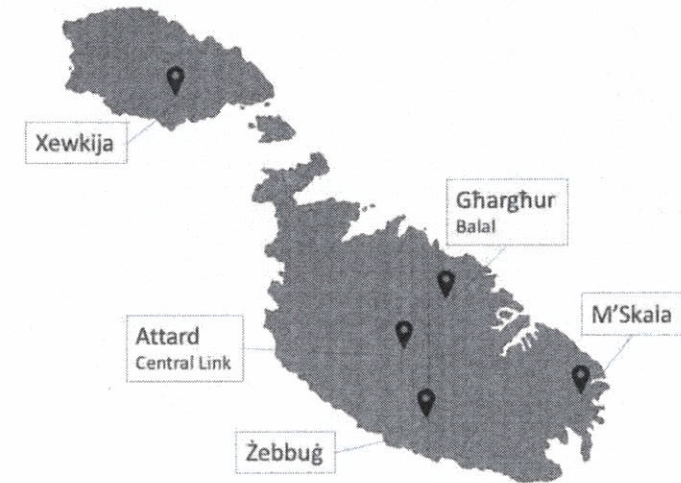 Xewkija
Għargħur
Balal
M'Skala
Attard
Central Link
Żebbuġ